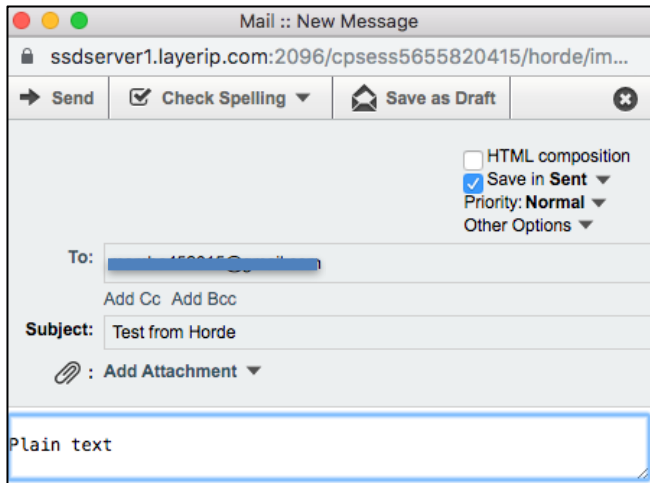 Mail :: New Message
ssdserver1.layerip.com:2096/cpsess5655820415/horde/im...
Send Check Spelling Save as Draft
HTML composition
Save in Sent
Priority: Normal
Other Options
To:
Add Cc Add Bcc
Subject: Test from Horde
: Add Attachment
Plain text